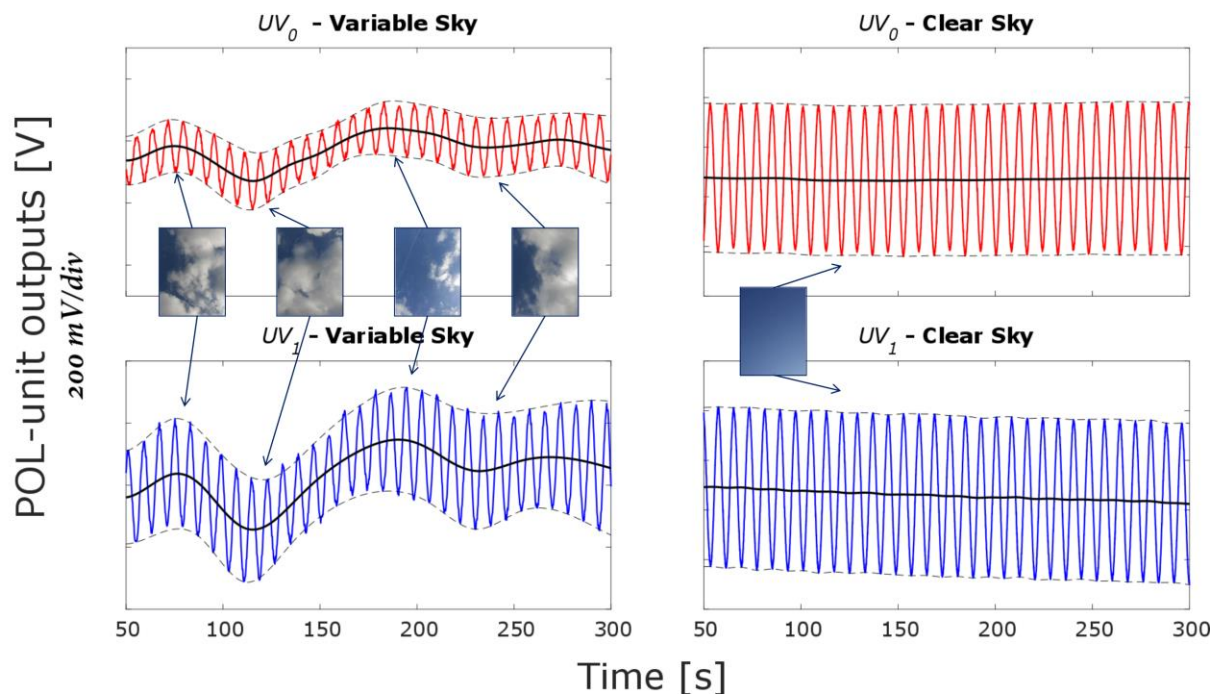 UV0 - Variable Sky
UV0 - Clear Sky
POL-unit outputs [V]
200 mV/div
UV1 - Variable Sky
UV1 - Clear Sky
50 100 150 200 250 300
50 100 150 200 250 300
Time [s]